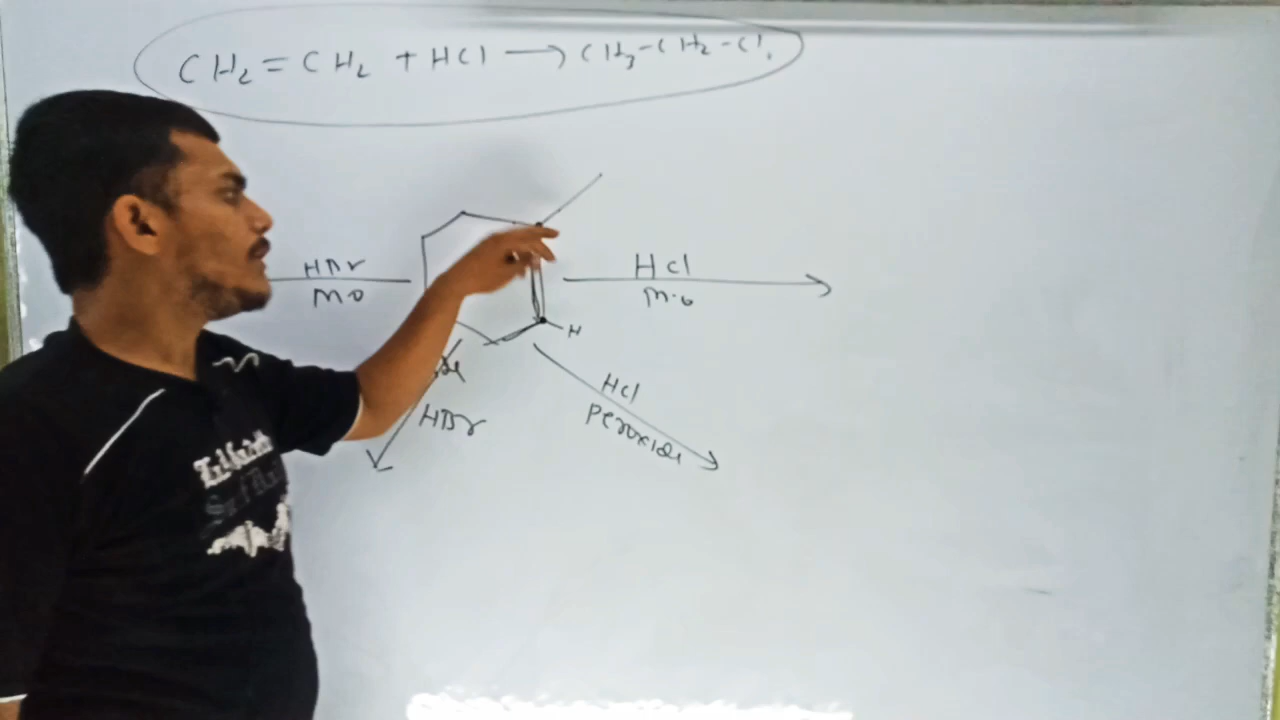 CH₂=CH₂ + HCl → CH₃-CH₂-Cl.
HBr
MO
HCl
M.O
H
HCl
Peroxide
HBr